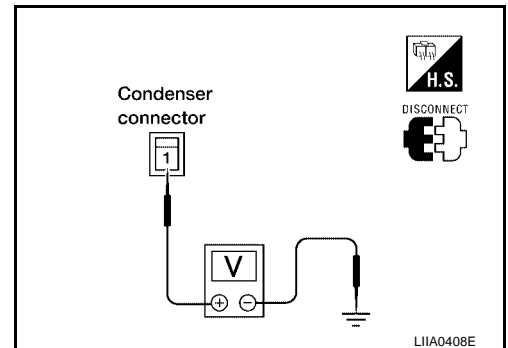 H.S.
Condenser
connector
DISCONNECT
1
V
+ −
LIIA0408E